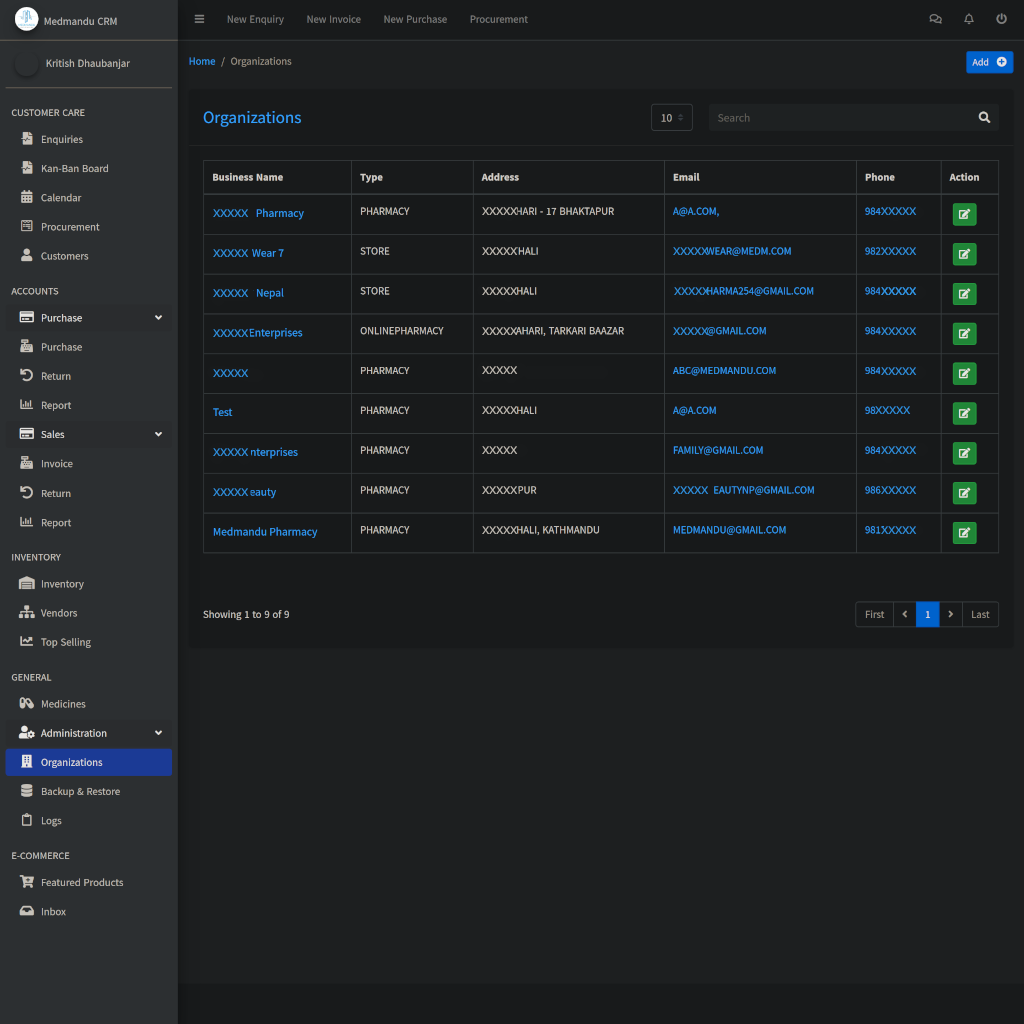 Medmandu CRM
New Enquiry New Invoice New Purchase Procurement
Kritish Dhaubanjar
Home / Organizations
Add
CUSTOMER CARE
Enquiries
Kan-Ban Board
Calendar
Procurement
Customers
ACCOUNTS
Purchase
Purchase
Return
Report
Sales
Invoice
Return
Report
INVENTORY
Inventory
Vendors
Top Selling
GENERAL
Medicines
Administration
Organizations
Backup & Restore
Logs
E-COMMERCE
Featured Products
Inbox
Organizations
10 Search
Business Name Type Address Email Phone Action
XXXXX Pharmacy PHARMACY XXXXXHARI - 17 BHAKTAPUR A@A.COM, 984XXXXX
XXXXX Wear 7 STORE XXXXXHALI XXXXXWEAR@MEDM.COM 982XXXXX
XXXXX Nepal STORE XXXXXHALI XXXXXHARMA254@GMAIL.COM 984XXXXX
XXXXXEnterprises ONLINEPHARMACY XXXXXAHARI, TARKARI BAAZAR XXXXX@GMAIL.COM 984XXXXX
XXXXX PHARMACY XXXXX ABC@MEDMANDU.COM 984XXXXX
Test PHARMACY XXXXXHALI A@A.COM 98XXXXX
XXXXX nterprises PHARMACY XXXXX FAMILY@GMAIL.COM 984XXXXX
XXXXX eauty PHARMACY XXXXXPUR XXXXX EAUTYNP@GMAIL.COM 986XXXXX
Medmandu Pharmacy PHARMACY XXXXXHALI, KATHMANDU MEDMANDU@GMAIL.COM 981XXXXX
Showing 1 to 9 of 9
First 1 Last